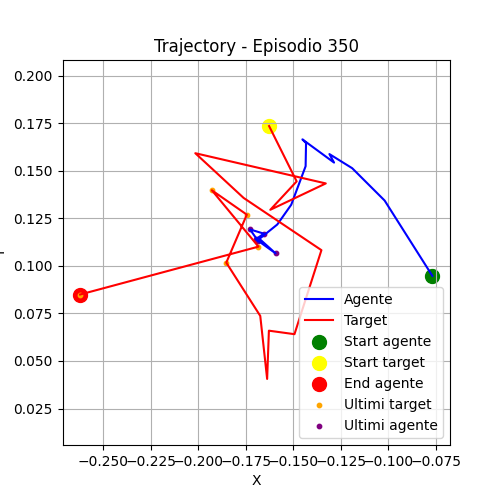 Trajectory - Episodio 350
0.200
0.175
0.150
0.125
0.100
0.075
0.050
0.025
Agente
Target
Start agente
Start target
End agente
Ultimi target
Ultimi agente
−0.250 −0.225 −0.200 −0.175 −0.150 −0.125 −0.100 −0.075
X